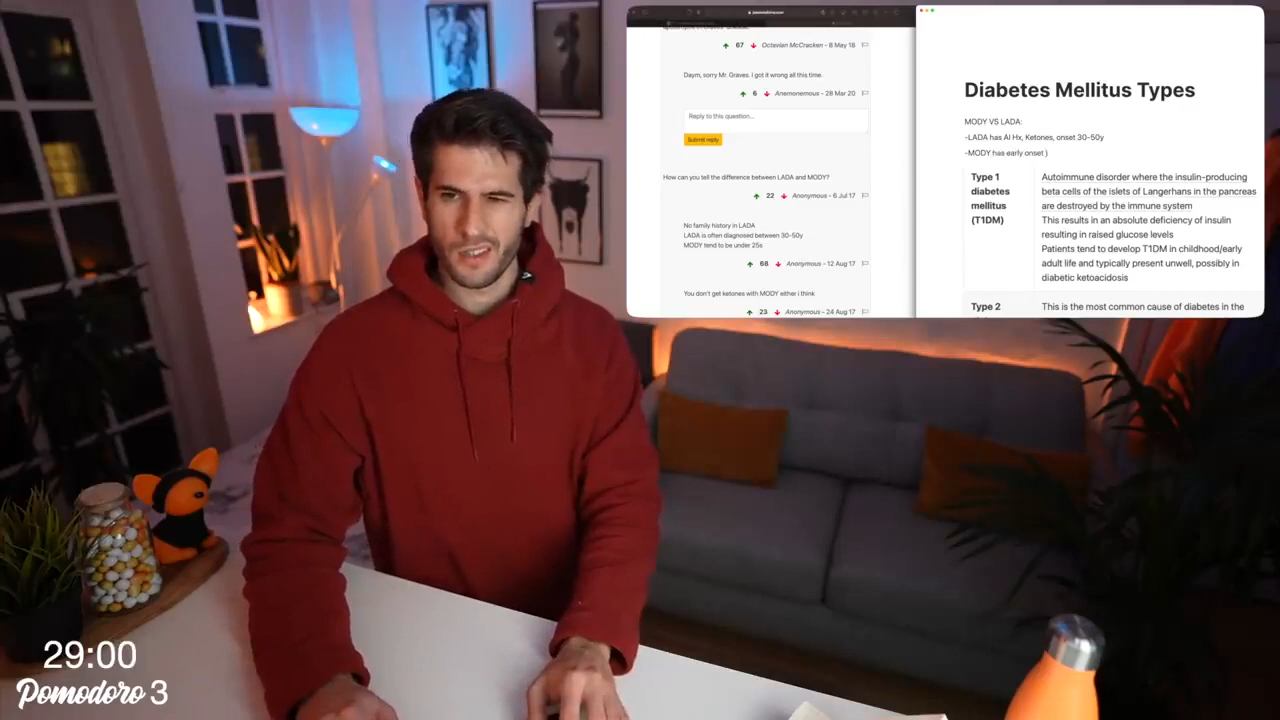 67 Octavian McCracken - 8 May 18
Daym, sorry Mr. Graves. I got it wrong all this time.
6 Anemonemous - 28 Mar 20
Reply to this question...
Submit reply
How can you tell the difference between LADA and MODY?
22 Anonymous - 6 Jul 17
No family history in LADA
LADA is often diagnosed between 30-50y
MODY tend to be under 25s
68 Anonymous - 12 Aug 17
You don't get ketones with MODY either i think
23 Anonymous - 24 Aug 17
Diabetes Mellitus Types
MODY VS LADA:
-LADA has AI Hx, Ketones, onset 30-50y
-MODY has early onset )
Type 1
diabetes
mellitus
(T1DM)
Autoimmune disorder where the insulin-producing
beta cells of the islets of Langerhans in the pancreas
are destroyed by the immune system
This results in an absolute deficiency of insulin
resulting in raised glucose levels
Patients tend to develop T1DM in childhood/early
adult life and typically present unwell, possibly in
diabetic ketoacidosis
Type 2
This is the most common cause of diabetes in the
29:00
Pomodoro 3